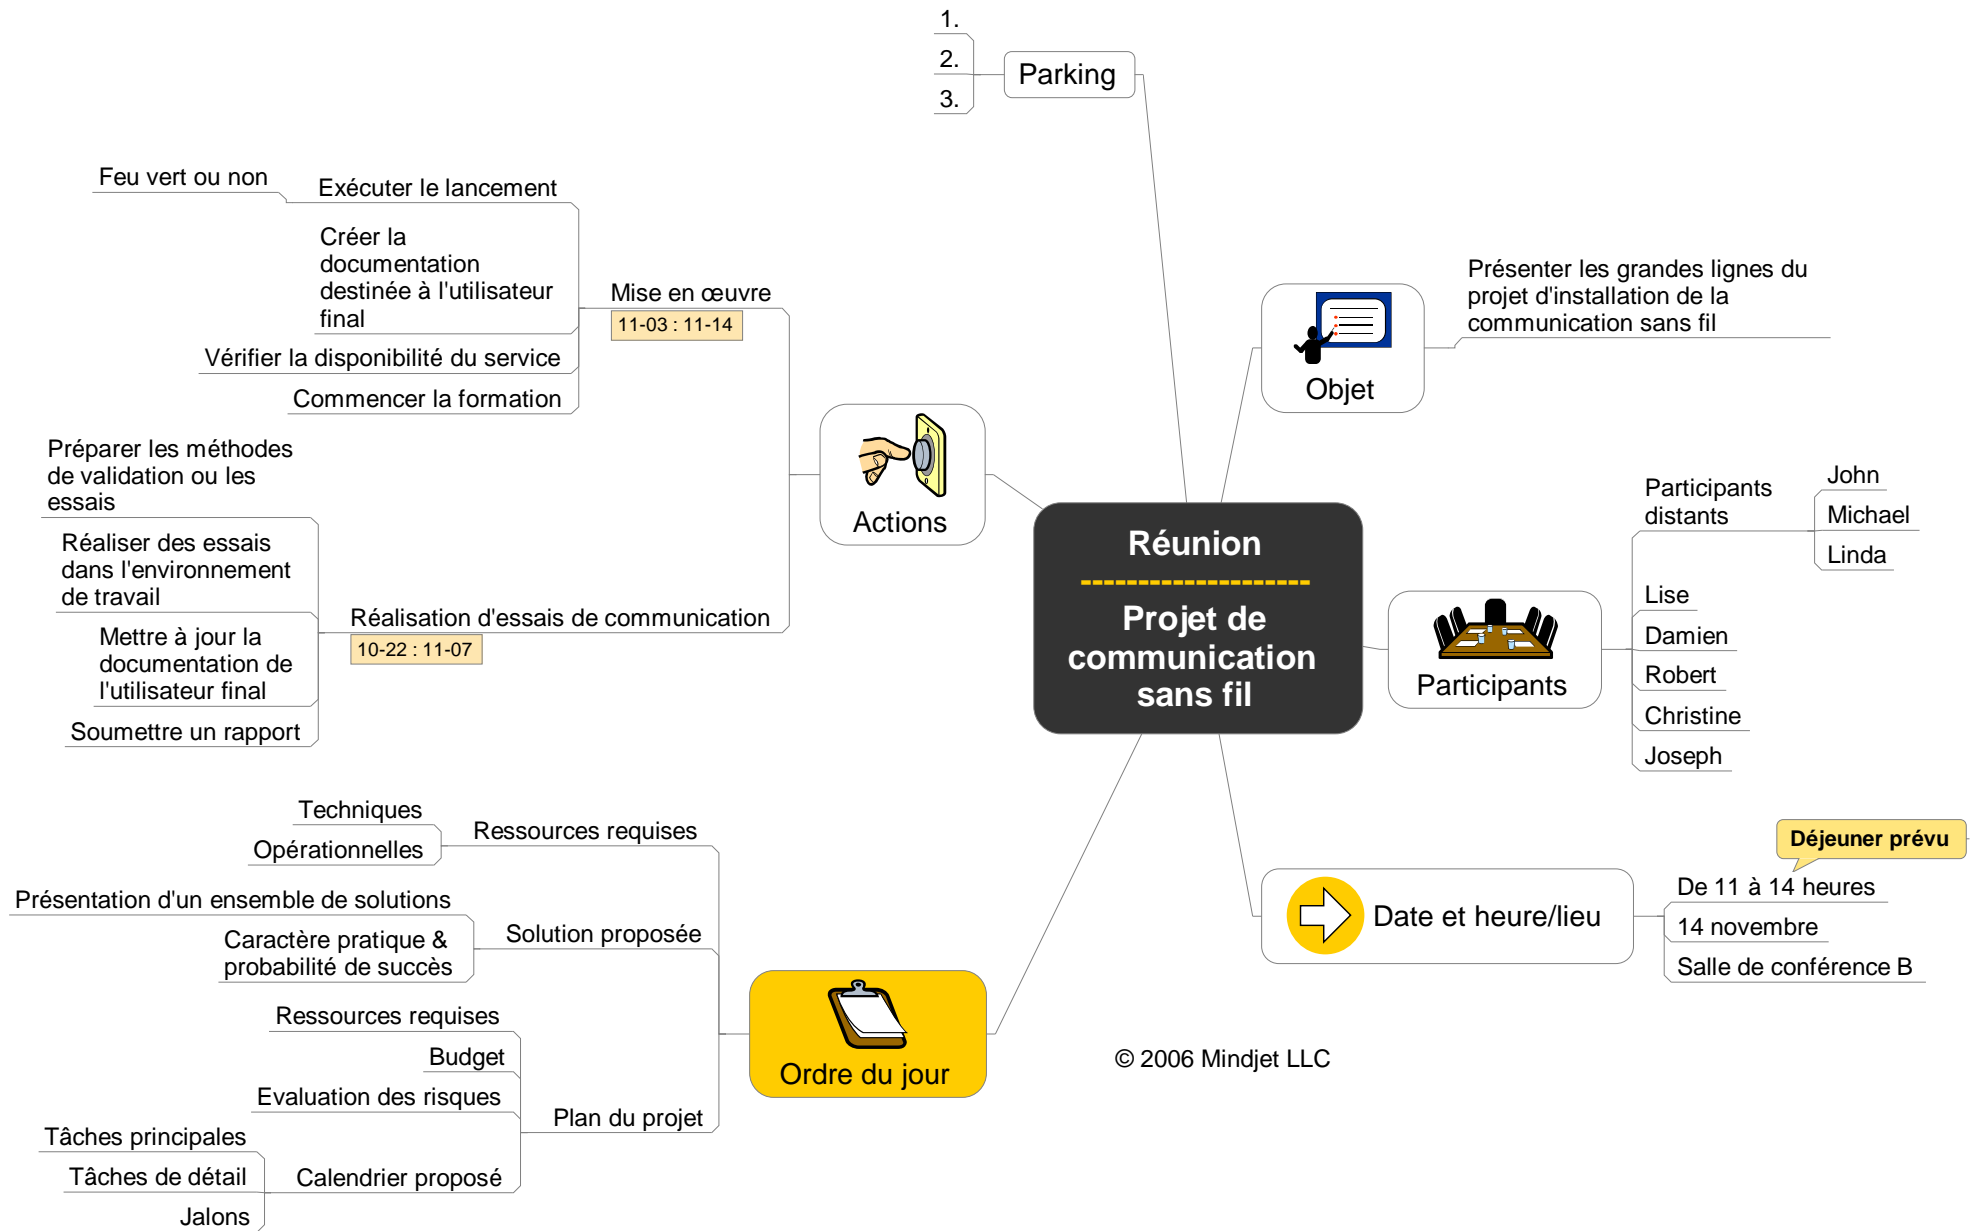 1.
2.
3.
Parking
Feu vert ou non
Exécuter le lancement
Créer la
documentation
destinée à l'utilisateur
final
Vérifier la disponibilité du service
Commencer la formation
Mise en œuvre
11-03 : 11-14
Préparer les méthodes
de validation ou les
essais
Réaliser des essais
dans l'environnement
de travail
Mettre à jour la
documentation de
l'utilisateur final
Soumettre un rapport
Réalisation d'essais de communication
10-22 : 11-07
Actions
Réunion
--------------------
Projet de
communication
sans fil
Objet
Présenter les grandes lignes du
projet d'installation de la
communication sans fil
Participants
Participants
distants
John
Michael
Linda
Lise
Damien
Robert
Christine
Joseph
Date et heure/lieu
Déjeuner prévu
De 11 à 14 heures
14 novembre
Salle de conférence B
Techniques
Opérationnelles
Ressources requises
Présentation d'un ensemble de solutions
Caractère pratique &
probabilité de succès
Solution proposée
Ressources requises
Budget
Evaluation des risques
Tâches principales
Tâches de détail
Jalons
Calendrier proposé
Plan du projet
Ordre du jour
© 2006 Mindjet LLC